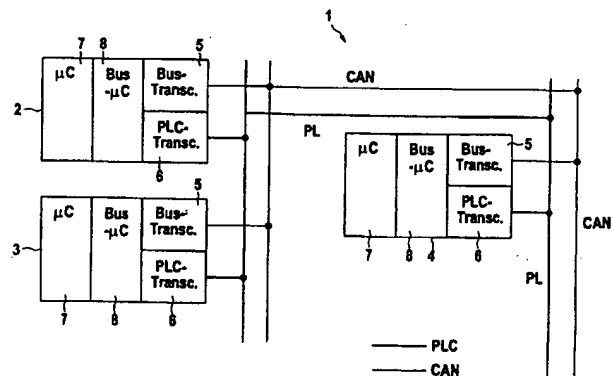 1
7 8 5
μC Bus -μC Bus- Transc.
PLC- Transc.
2
6
CAN
PL
5
μC Bus -μC Bus- Transc.
PLC- Transc.
3
7 8 6
μC Bus -μC Bus- Transc.
PLC- Transc.
5
7 8 4 6
CAN
PL
PLC
CAN